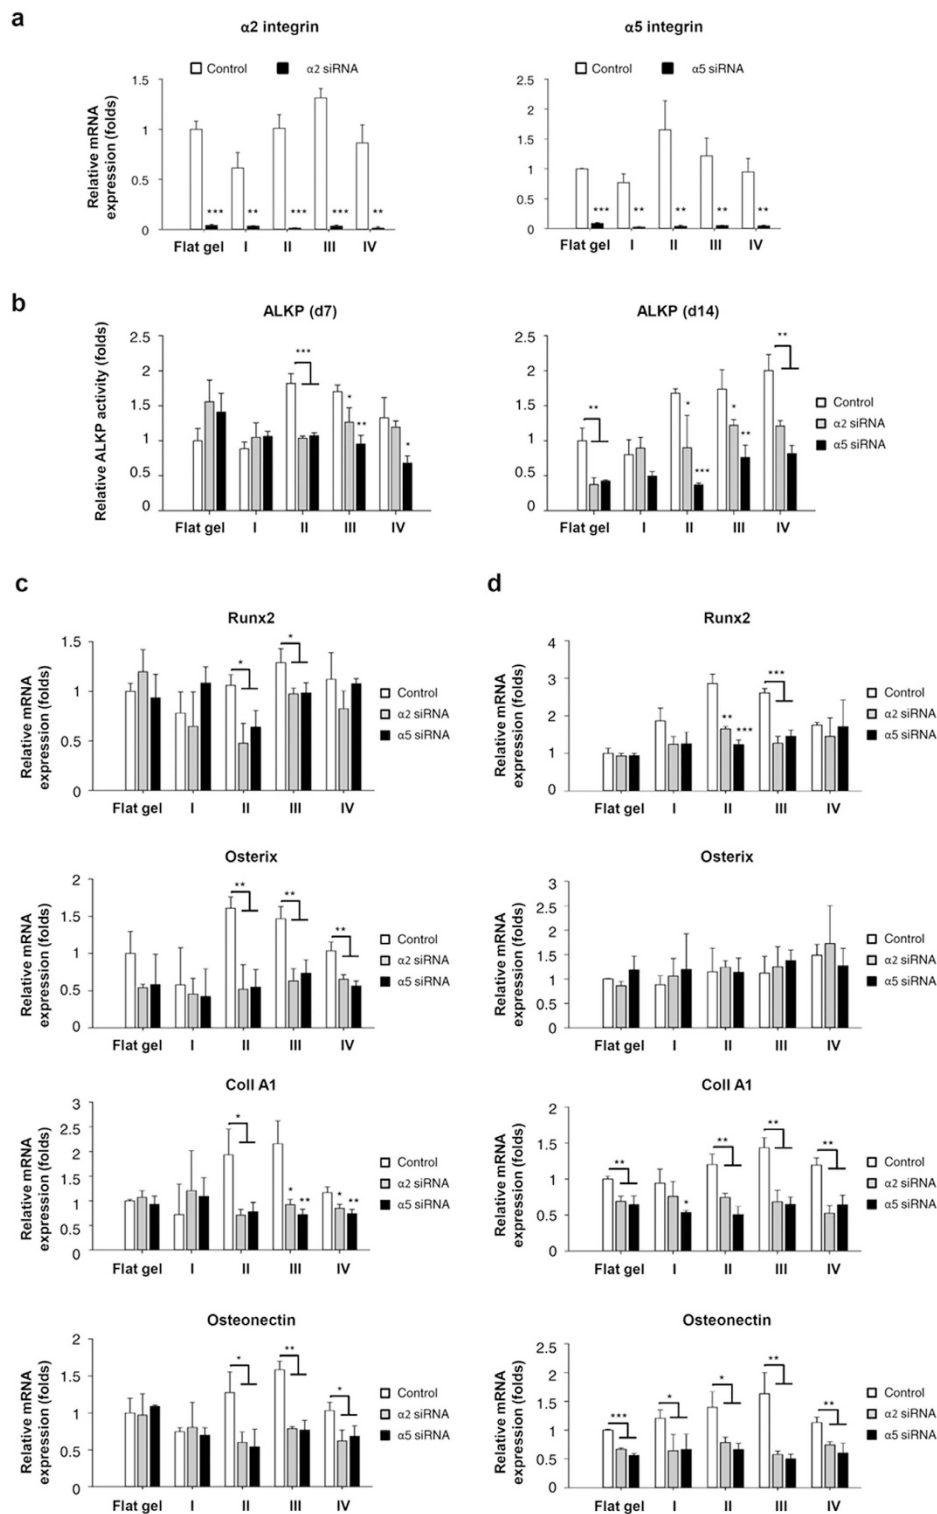 a
α2 integrin
Control
α2 siRNA
Relative mRNA
expression (folds)
1.5
1
0.5
0
***
**
***
***
**
Flat gel I II III IV
α5 integrin
Control
α5 siRNA
2.5
2
1.5
1
0.5
0
***
**
**
**
**
Flat gel I II III IV
b
ALKP (d7)
Relative ALKP activity (folds)
2.5
2
1.5
1
0.5
0
***
*
**
*
Flat gel I II III IV
ALKP (d14)
2.5
2
1.5
1
0.5
0
**
*
***
*
**
**
Flat gel I II III IV
Control
α2 siRNA
α5 siRNA
c
Runx2
Relative mRNA
expression (folds)
1.5
1
0.5
0
*
*
Flat gel I II III IV
Control
α2 siRNA
α5 siRNA
Osterix
Relative mRNA
expression (folds)
2
1.5
1
0.5
0
**
**
**
Flat gel I II III IV
Control
α2 siRNA
α5 siRNA
Coll A1
Relative mRNA
expression (folds)
3
2.5
2
1.5
1
0.5
0
*
*
**
*
**
Flat gel I II III IV
Control
α2 siRNA
α5 siRNA
Osteonectin
Relative mRNA
expression (folds)
2
1.5
1
0.5
0
*
**
*
Flat gel I II III IV
Control
α2 siRNA
α5 siRNA
d
Runx2
Relative mRNA
expression (folds)
4
3
2
1
0
**
***
***
Flat gel I II III IV
Control
α2 siRNA
α5 siRNA
Osterix
Relative mRNA
expression (folds)
3
2.5
2
1.5
1
0.5
0
Flat gel I II III IV
Control
α2 siRNA
α5 siRNA
Coll A1
Relative mRNA
expression (folds)
2
1.5
1
0.5
0
**
*
**
**
**
Flat gel I II III IV
Control
α2 siRNA
α5 siRNA
Osteonectin
Relative mRNA
expression (folds)
2.5
2
1.5
1
0.5
0
***
*
*
**
**
Flat gel I II III IV
Control
α2 siRNA
α5 siRNA